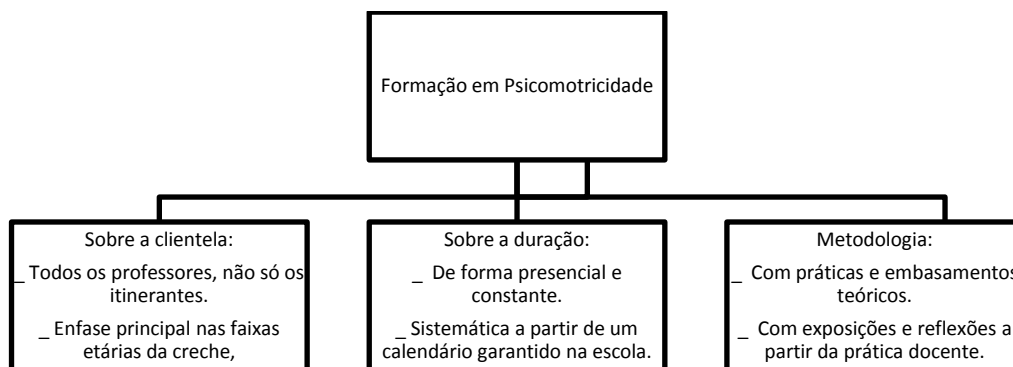 Formação em Psicomotricidade
Sobre a clientela:
_ Todos os professores, não só os
itinerantes.
_ Enfase principal nas faixas
etárias da creche,
Sobre a duração:
_ De forma presencial e
constante.
_ Sistemática a partir de um
calendário garantido na escola.
Metodologia:
_ Com práticas e embasamentos
teóricos.
_ Com exposições e reflexões a
partir da prática docente.